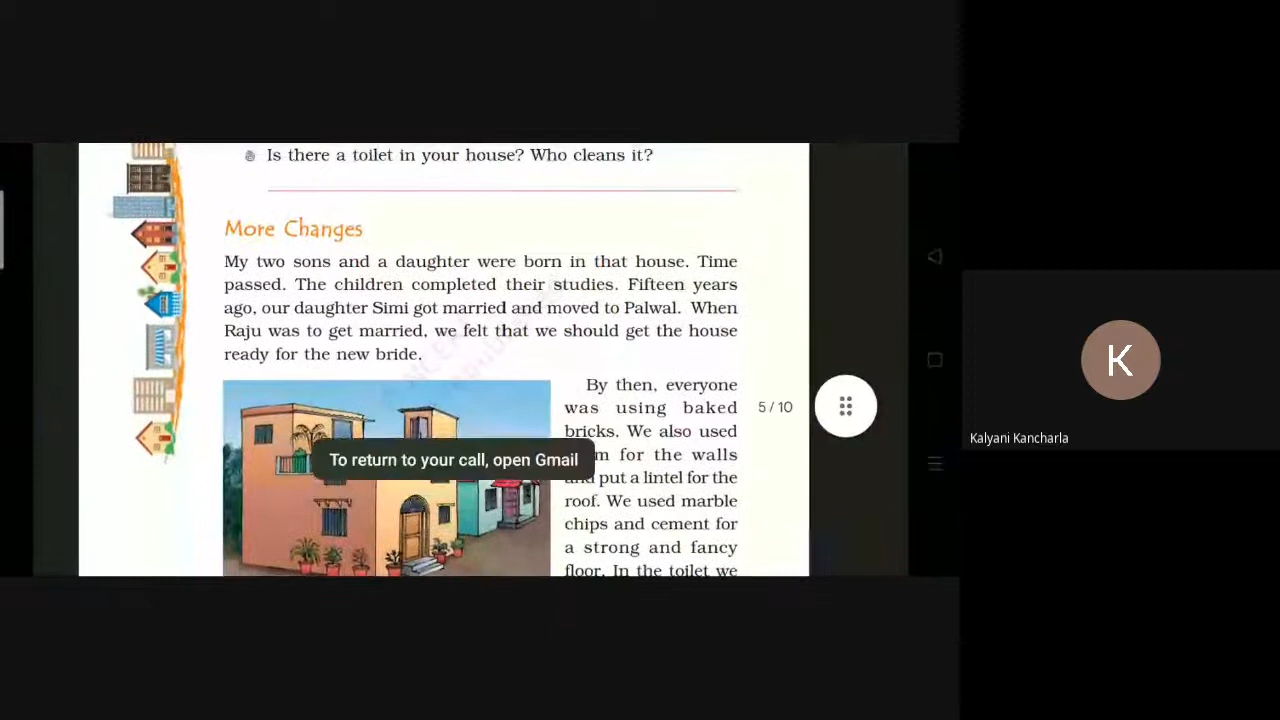 Is there a toilet in your house? Who cleans it?
More Changes
My two sons and a daughter were born in that house. Time
passed. The children completed their studies. Fifteen years
ago, our daughter Simi got married and moved to Palwal. When
Raju was to get married, we felt that we should get the house
ready for the new bride.
By then, everyone
was using baked
bricks. We also used
for the walls
and put a lintel for the
roof. We used marble
chips and cement for
a strong and fancy
floor. In the toilet we
To return to your call, open Gmail
5 / 10
K
Kalyani Kancharla